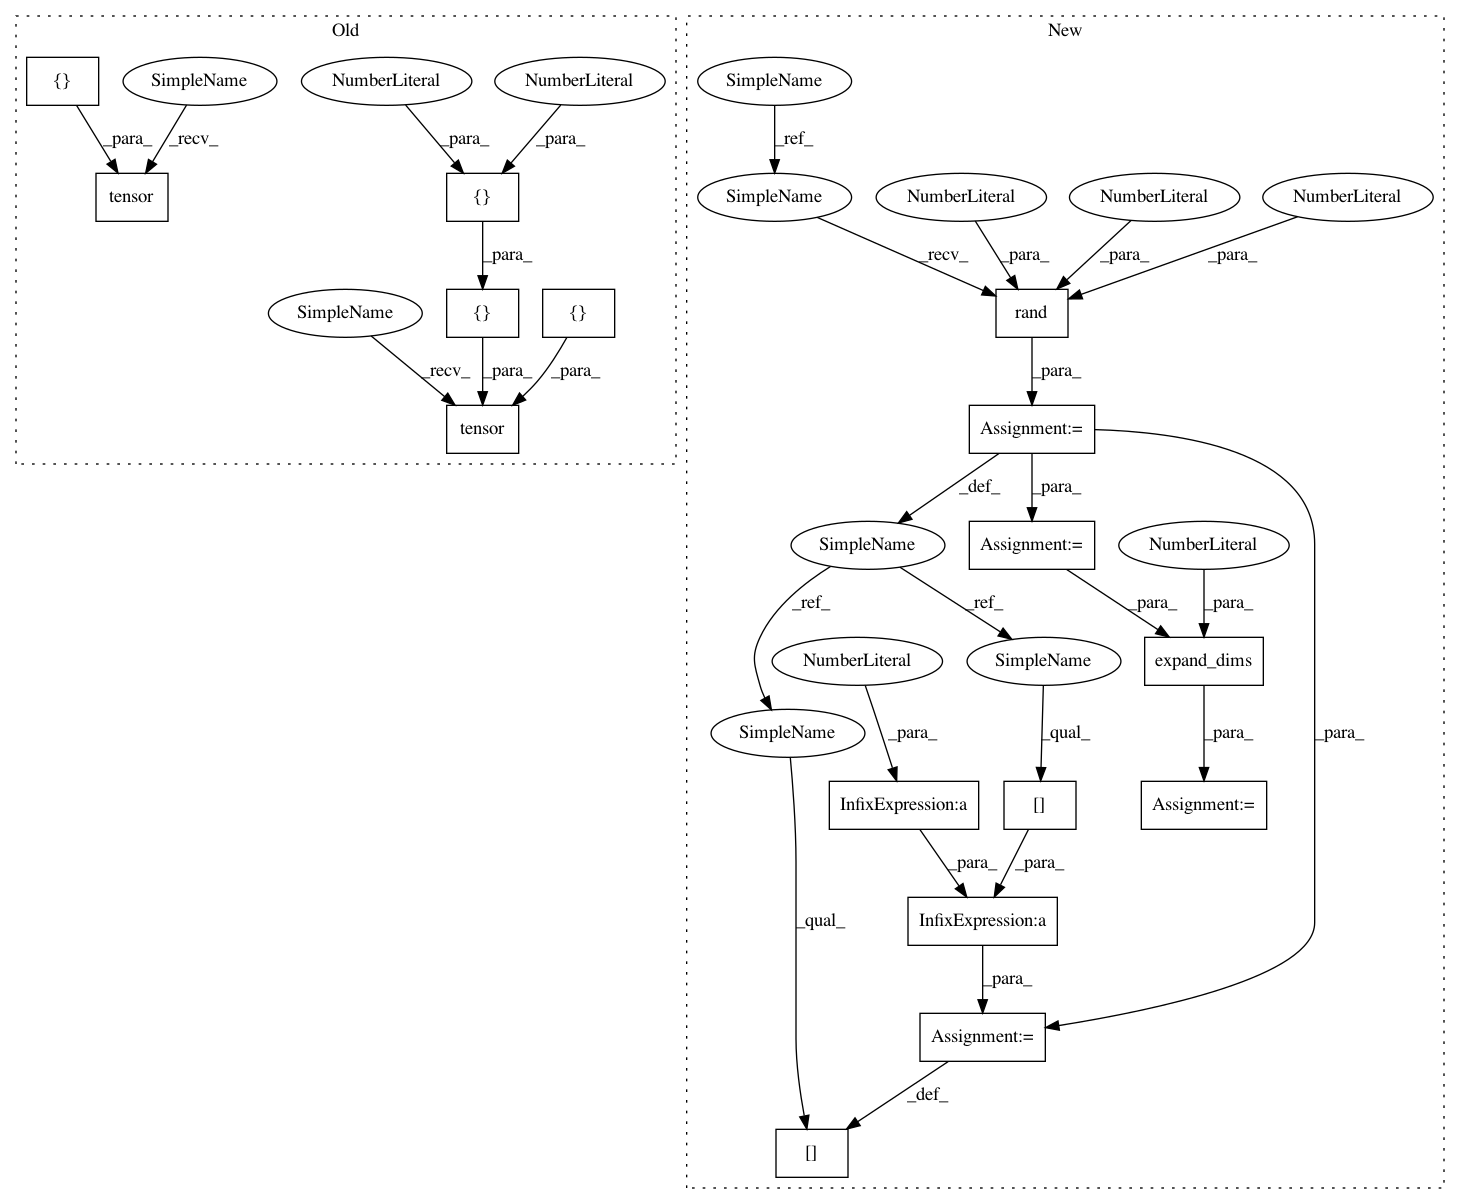 Old
New
{}
SimpleName
NumberLiteral
NumberLiteral
SimpleName
_para_
_recv_
_para_
_para_
_ref_
tensor
{}
SimpleName
NumberLiteral
NumberLiteral
NumberLiteral
_para_
_recv_
_para_
_para_
_para_
SimpleName
{}
{}
rand
_recv_
_para_
_para_
_para_
tensor
Assignment:=
_def_
_para_
SimpleName
Assignment:=
NumberLiteral
_ref_
_ref_
_para_
_para_
NumberLiteral
SimpleName
expand_dims
SimpleName
_para_
_qual_
_para_
_para_
InfixExpression:a
[]
Assignment:=
_para_
_para_
_qual_
InfixExpression:a
_para_
Assignment:=
_def_
[]